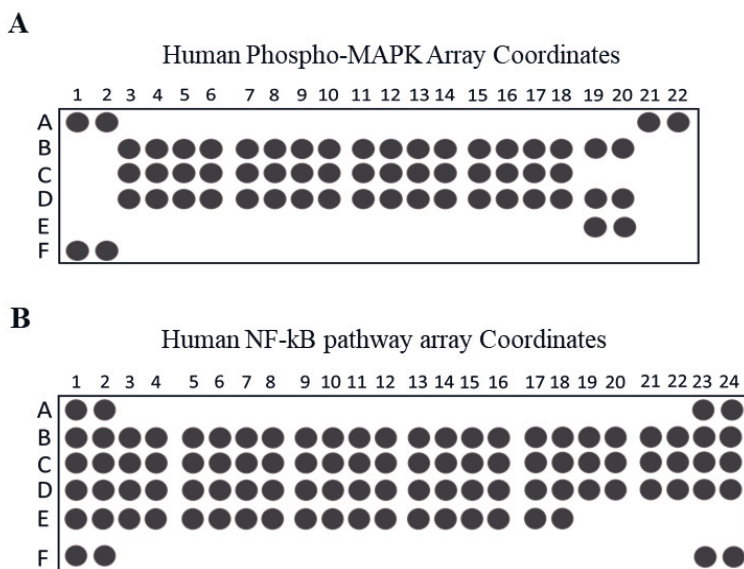 A
Human Phospho-MAPK Array Coordinates
1 2 3 4 5 6 7 8 9 10 11 12 13 14 15 16 17 18 19 20 21 22
A
B
C
D
E
F
B
Human NF-kB pathway array Coordinates
1 2 3 4 5 6 7 8 9 10 11 12 13 14 15 16 17 18 19 20 21 22 23 24
A
B
C
D
E
F